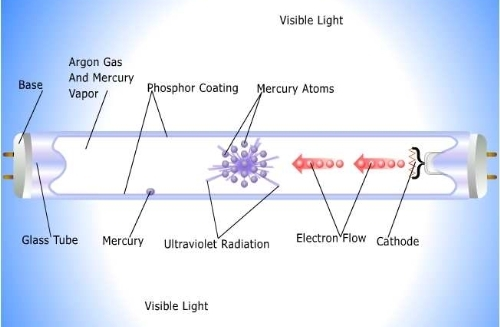 Visible Light
Argon Gas
And Mercury
Vapor
Base
Phosphor Coating
Mercury Atoms
Glass Tube
Mercury
Ultraviolet Radiation
Electron Flow
Cathode
Visible Light